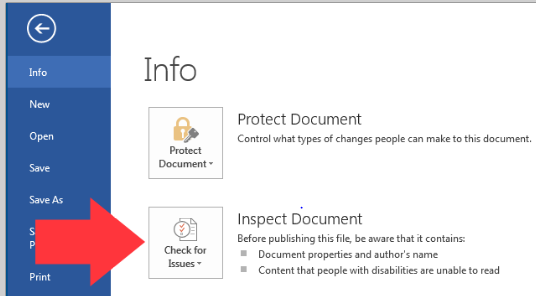 Info
New
Open
Save
Save As
S
P
Print
Info
Protect
Document
Protect Document
Control what types of changes people can make to this document.
Check for
Issues
Inspect Document
Before publishing this file, be aware that it contains:
Document properties and author's name
Content that people with disabilities are unable to read